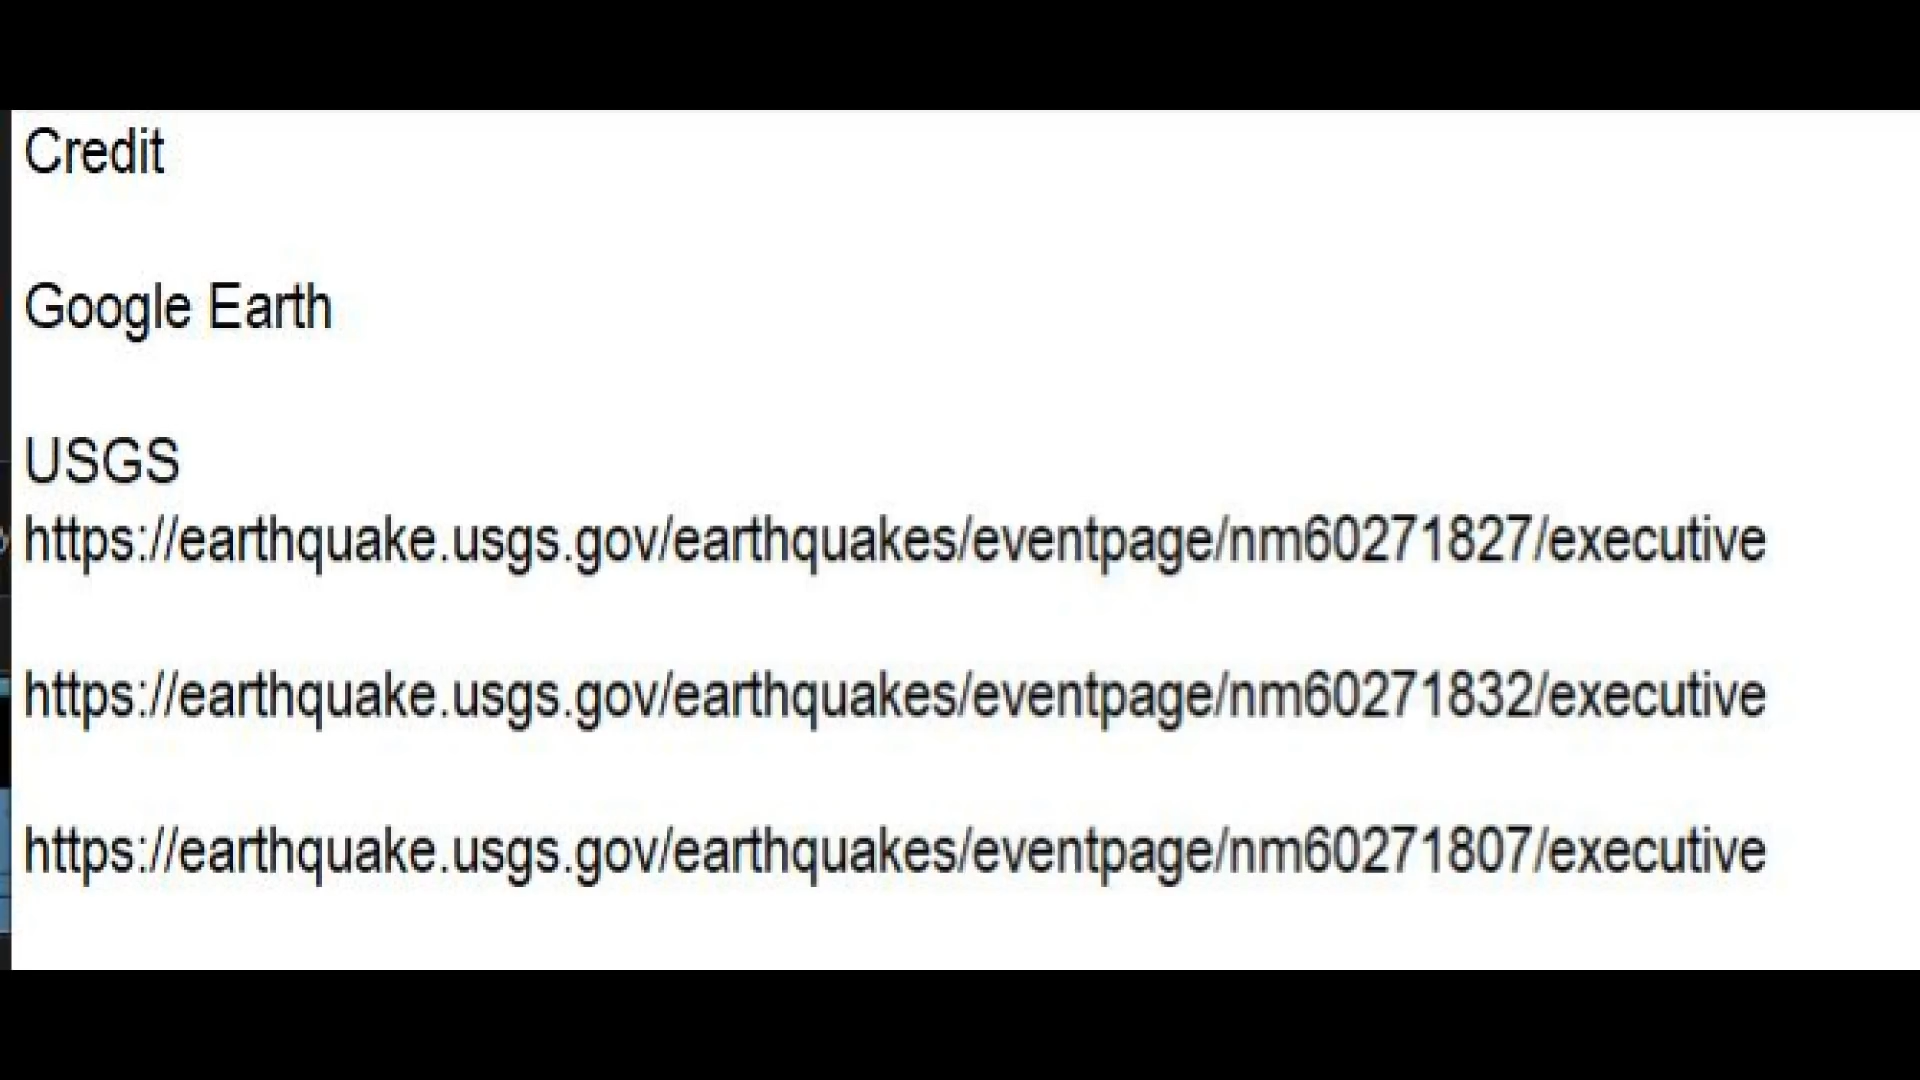 Credit
Google Earth
USGS
https://earthquake.usgs.gov/earthquakes/eventpage/nm60271827/executive
https://earthquake.usgs.gov/earthquakes/eventpage/nm60271832/executive
https://earthquake.usgs.gov/earthquakes/eventpage/nm60271807/executive